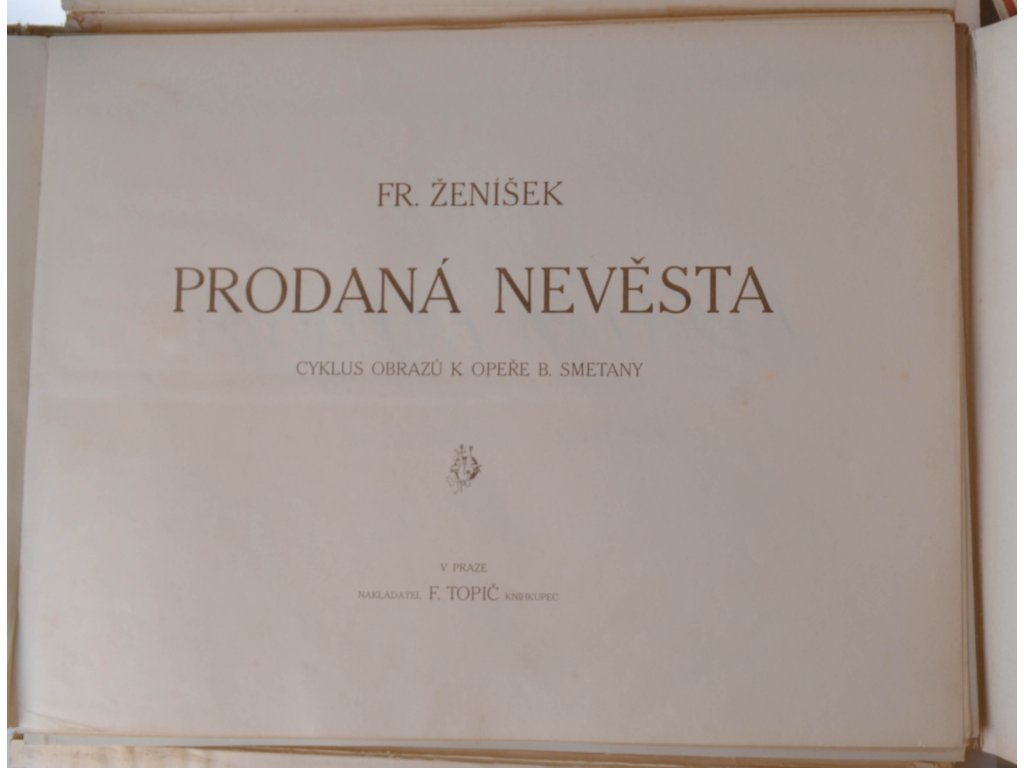 FR. ŽENÍŠEK
PRODANÁ NEVĚSTA
CYKLUS OBRAZŮ K OPEŘE B. SMETANY
V PRAZE
NAKLADATEL F. TOPIČ KNIHKUPEC